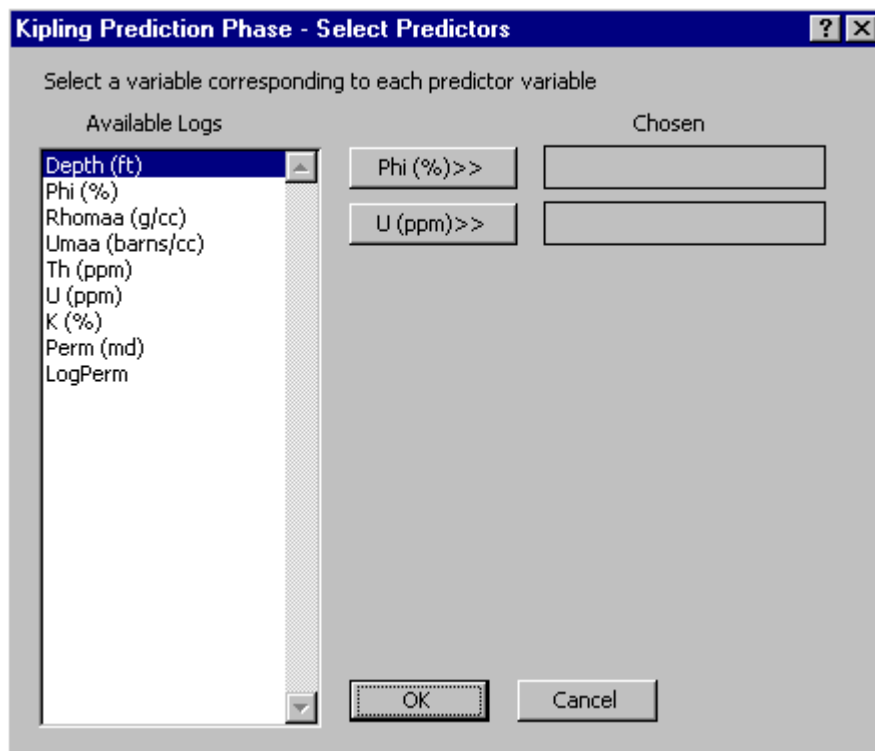 Kipling Prediction Phase - Select Predictors
Select a variable corresponding to each predictor variable
Available Logs
Chosen
Depth (ft)
Phi (%)
Rhomaa (g/cc)
Umaa (barns/cc)
Th (ppm)
U (ppm)
K (%)
Perm (md)
LogPerm
Phi (%)>>
U (ppm)>>
OK
Cancel